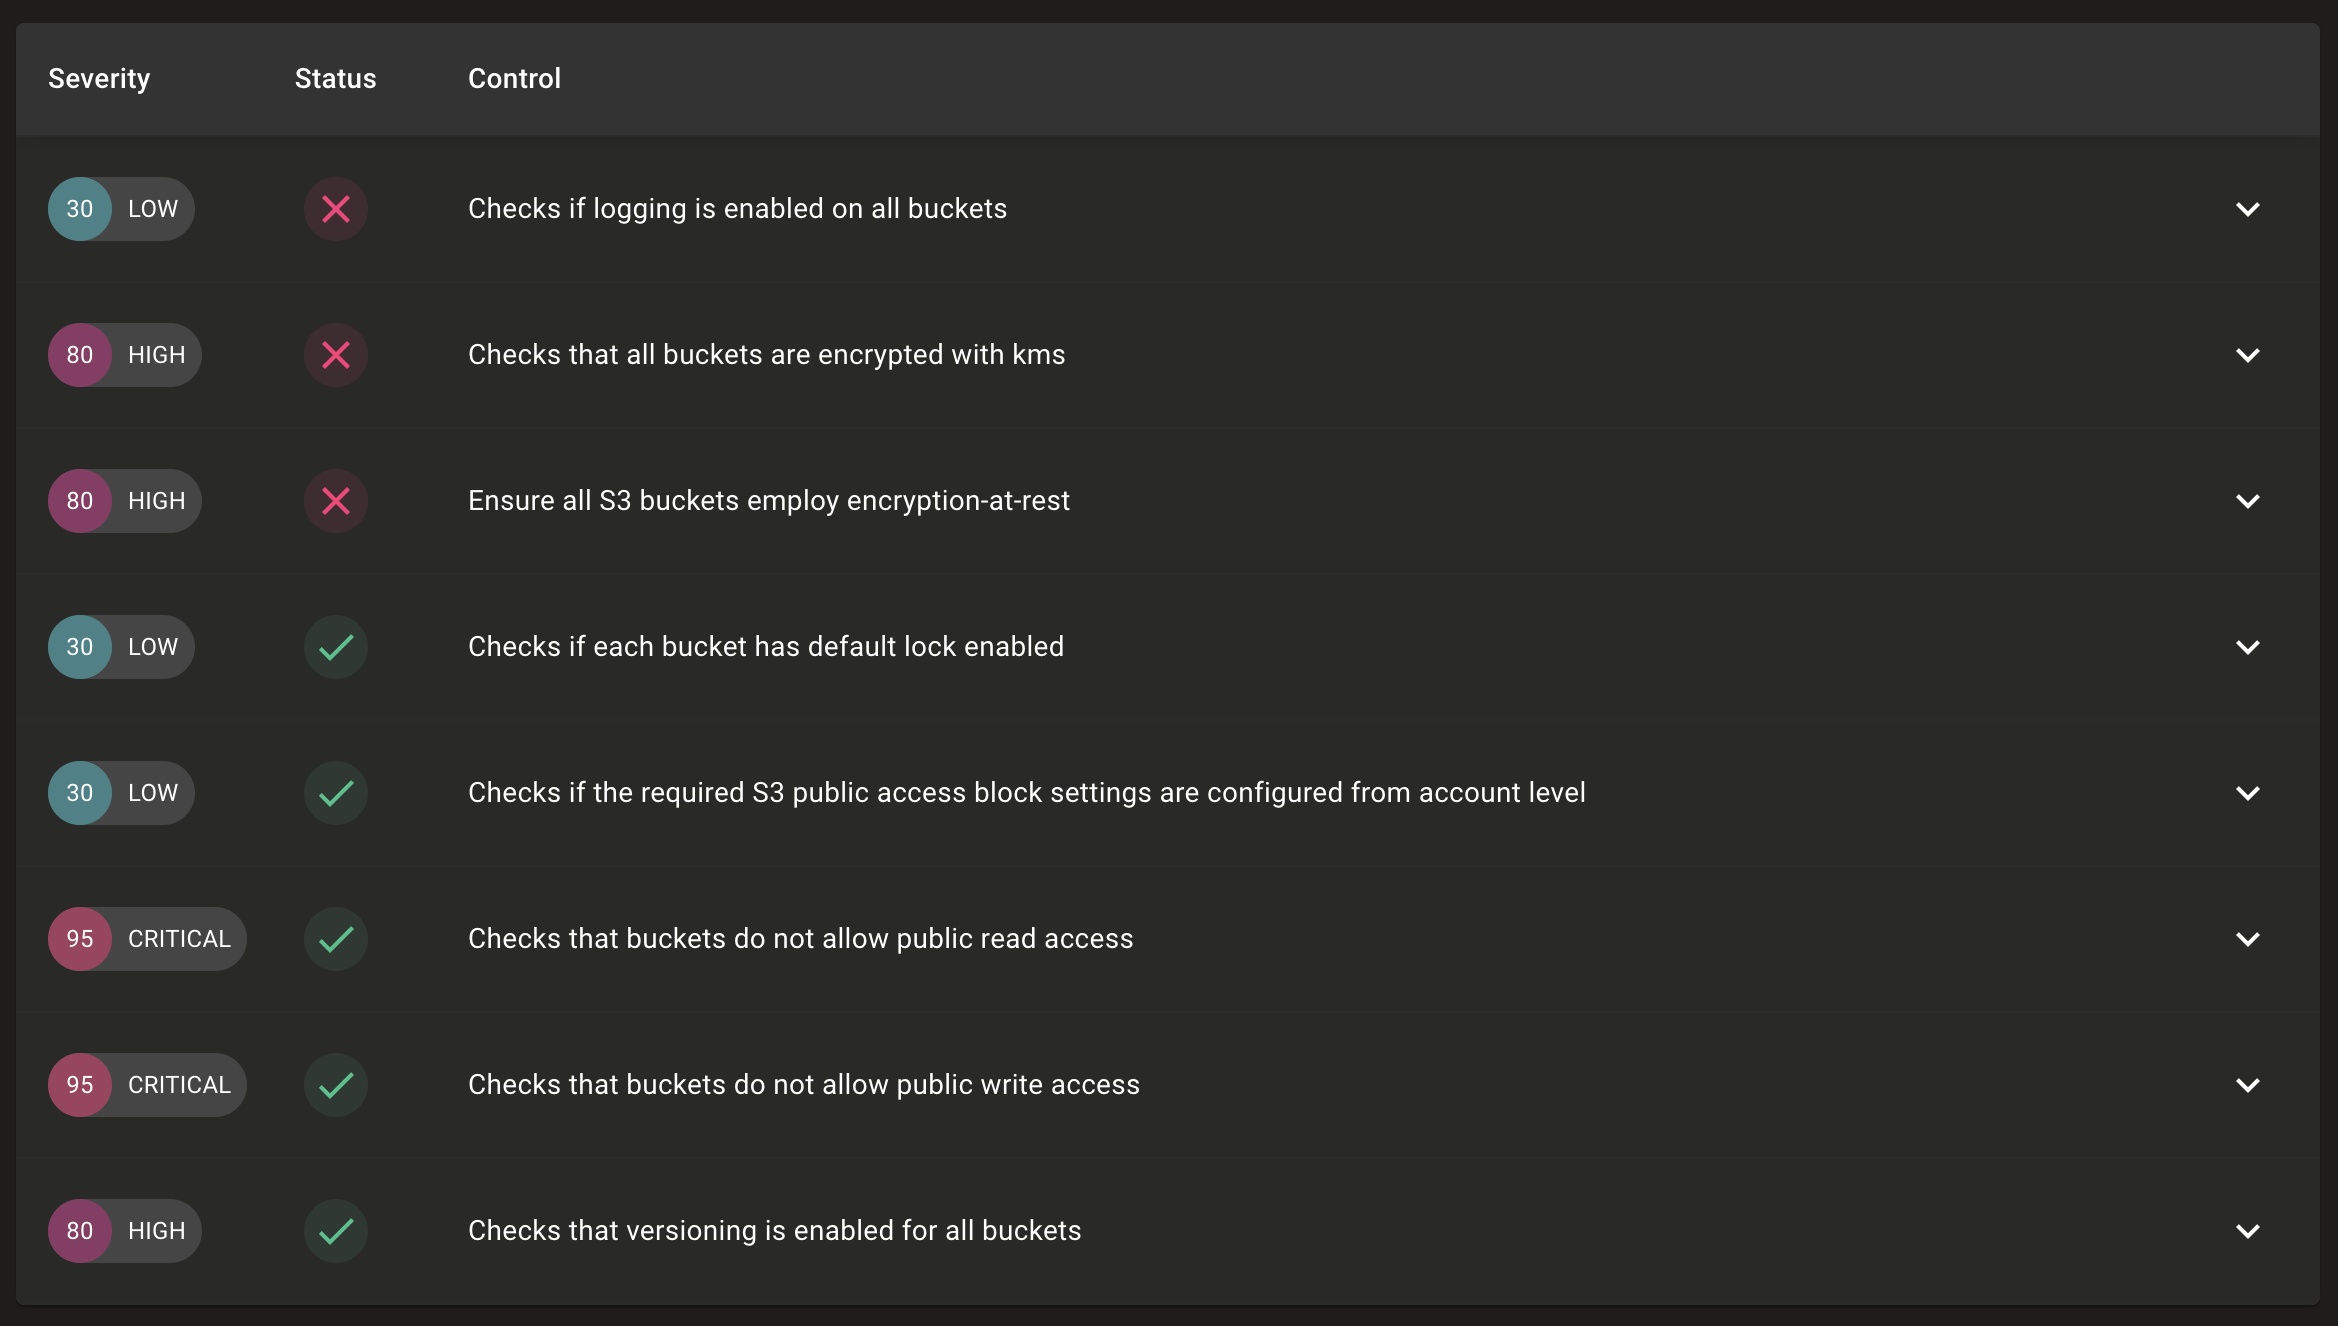 Severity Status Control
30 LOW Checks if logging is enabled on all buckets
80 HIGH Checks that all buckets are encrypted with kms
80 HIGH Ensure all S3 buckets employ encryption-at-rest
30 LOW Checks if each bucket has default lock enabled
30 LOW Checks if the required S3 public access block settings are configured from account level
95 CRITICAL Checks that buckets do not allow public read access
95 CRITICAL Checks that buckets do not allow public write access
80 HIGH Checks that versioning is enabled for all buckets